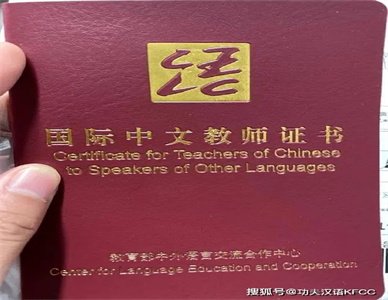 语
国际中文教师证书
Certificate for Teachers of Chinese
to Speakers of Other Languages
教育部中外语言交流合作中心
Center for Language Education and Cooperation
搜狐号@功夫汉语KFCC